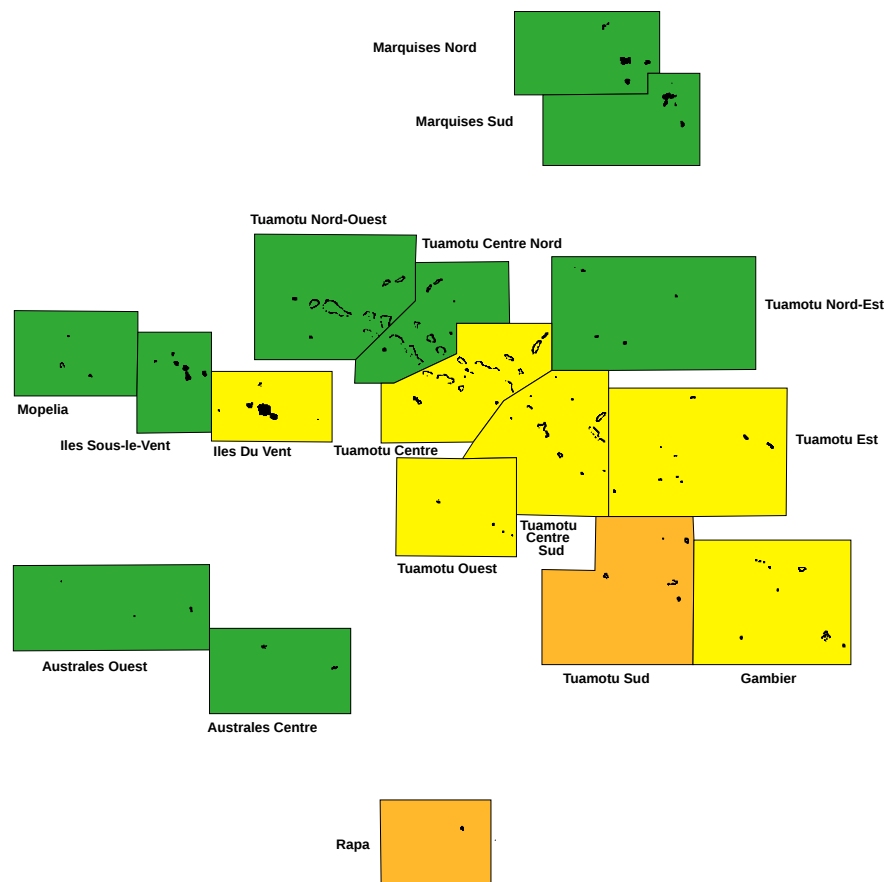 Marquises Nord
Marquises Sud
Tuamotu Nord-Ouest
Tuamotu Centre Nord
Tuamotu Nord-Est
Mopelia
Iles Sous-le-Vent
Iles Du Vent
Tuamotu Centre
Tuamotu Est
Tuamotu Ouest
Tuamotu
Centre
Sud
Australes Ouest
Tuamotu Sud
Gambier
Australes Centre
Rapa